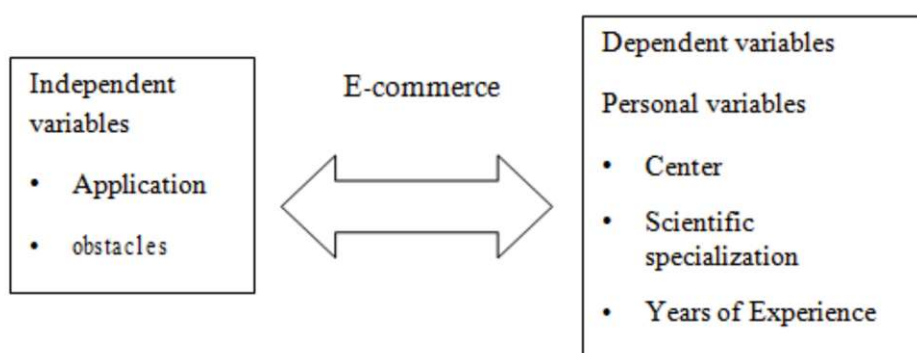 Independent
variables
• Application
• obstacles
E-commerce
Dependent variables
Personal variables
• Center
• Scientific
specialization
• Years of Experience